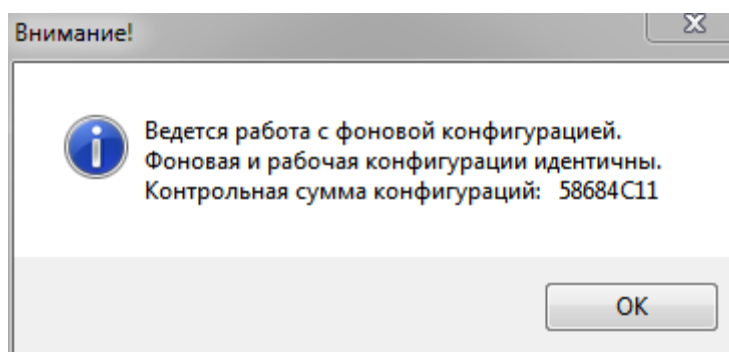 Внимание!
Ведется работа с фоновой конфигурацией.
Фоновая и рабочая конфигурации идентичны.
Контрольная сумма конфигураций: 58684C11
OK